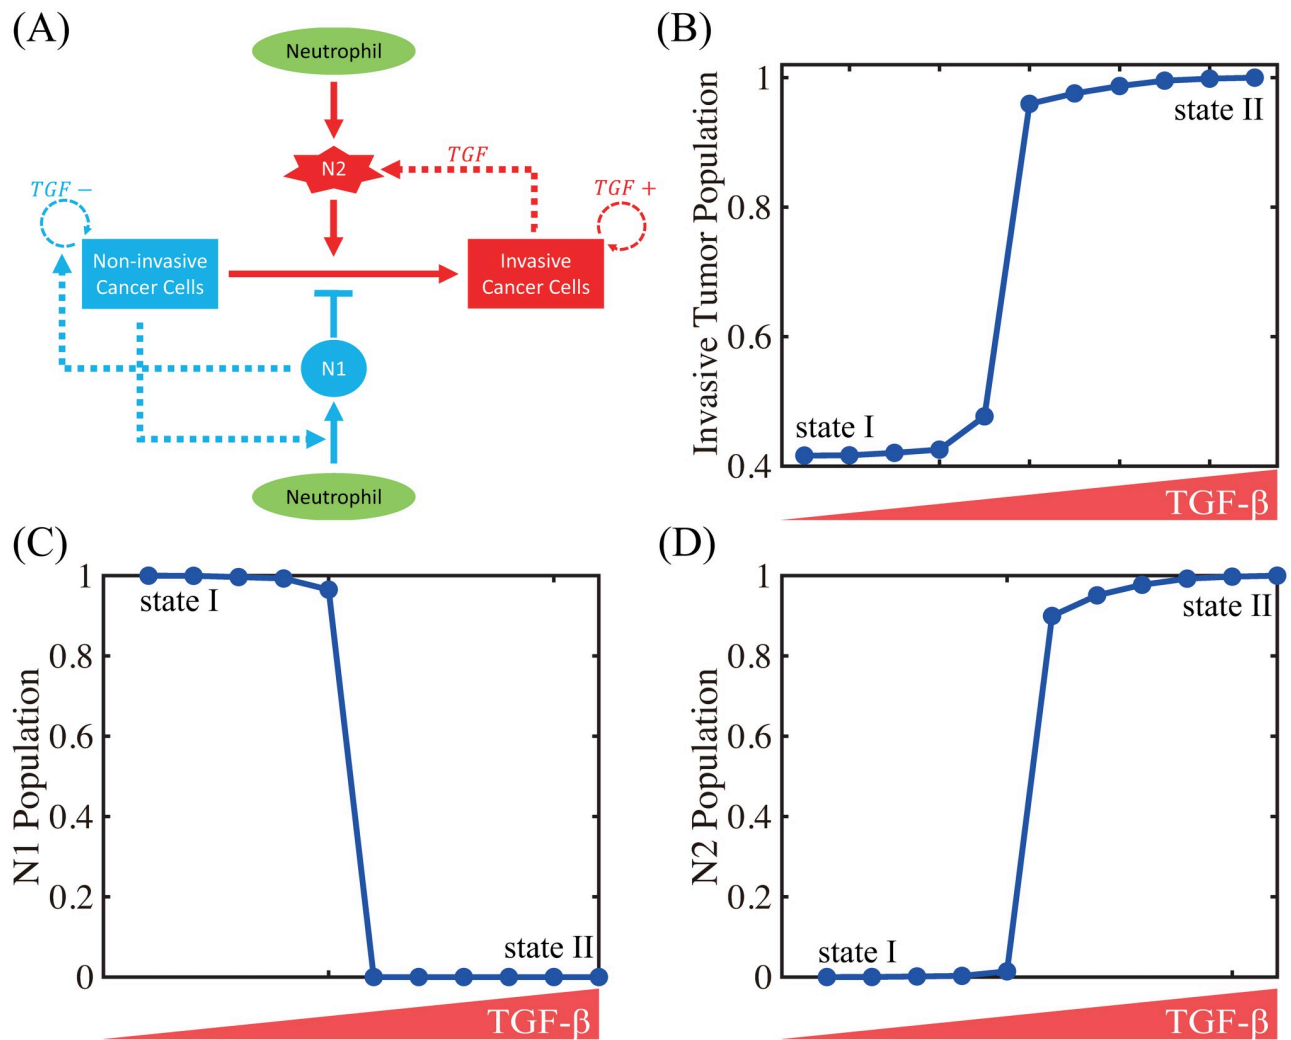 (A)
Neutrophil
N2
TGF
TGF −
TGF +
Non-invasive
Cancer Cells
Invasive
Cancer Cells
N1
Neutrophil
(B)
Invasive Tumor Population
1
0.8
0.6
0.4
state I
state II
TGF-β
(C)
N1 Population
1
0.8
0.6
0.4
0.2
0
state I
state II
TGF-β
(D)
N2 Population
1
0.8
0.6
0.4
0.2
0
state I
state II
TGF-β